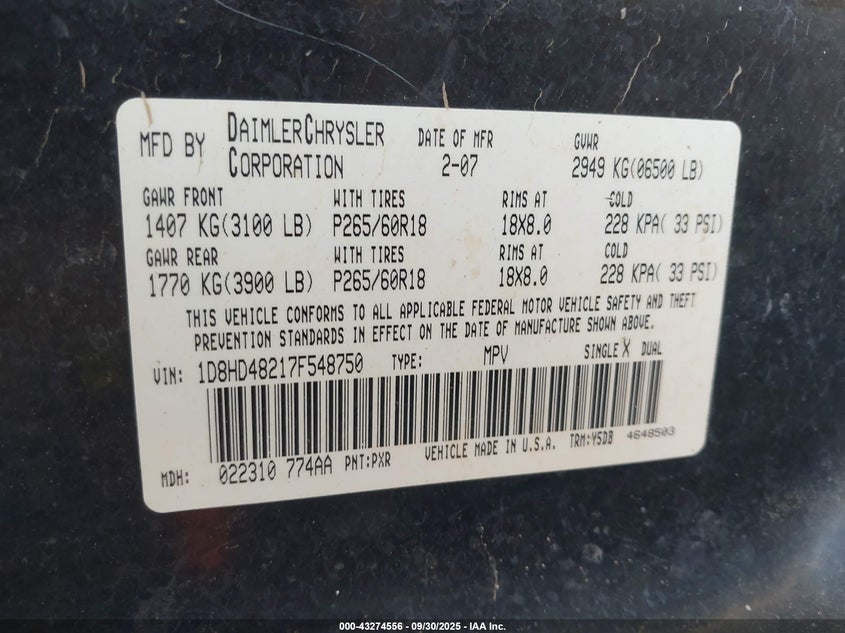 MFD BY DAIMLERCHRYSLER CORPORATION DATE OF MFR 2-07 GVWR 2949 KG(06500 LB)
GAWR FRONT WITH TIRES RIMS AT COLD
1407 KG(3100 LB) P265/60R18 18X8.0 228 KPA( 33 PSI)
GAWR REAR WITH TIRES RIMS AT COLD
1770 KG(3900 LB) P265/60R18 18X8.0 228 KPA( 33 PSI)
THIS VEHICLE CONFORMS TO ALL APPLICABLE FEDERAL MOTOR VEHICLE SAFETY AND THEFT
PREVENTION STANDARDS IN EFFECT ON THE DATE OF MANUFACTURE SHOWN ABOVE.
VIN: 1D8HD48217F548750 TYPE: MPV SINGLE X DUAL
MDH: 022310 774AA PNT:PXR VEHICLE MADE IN U.S.A. TRM:Y5DB 4648503
000-43274556 - 09/30/2025 - IAA Inc.